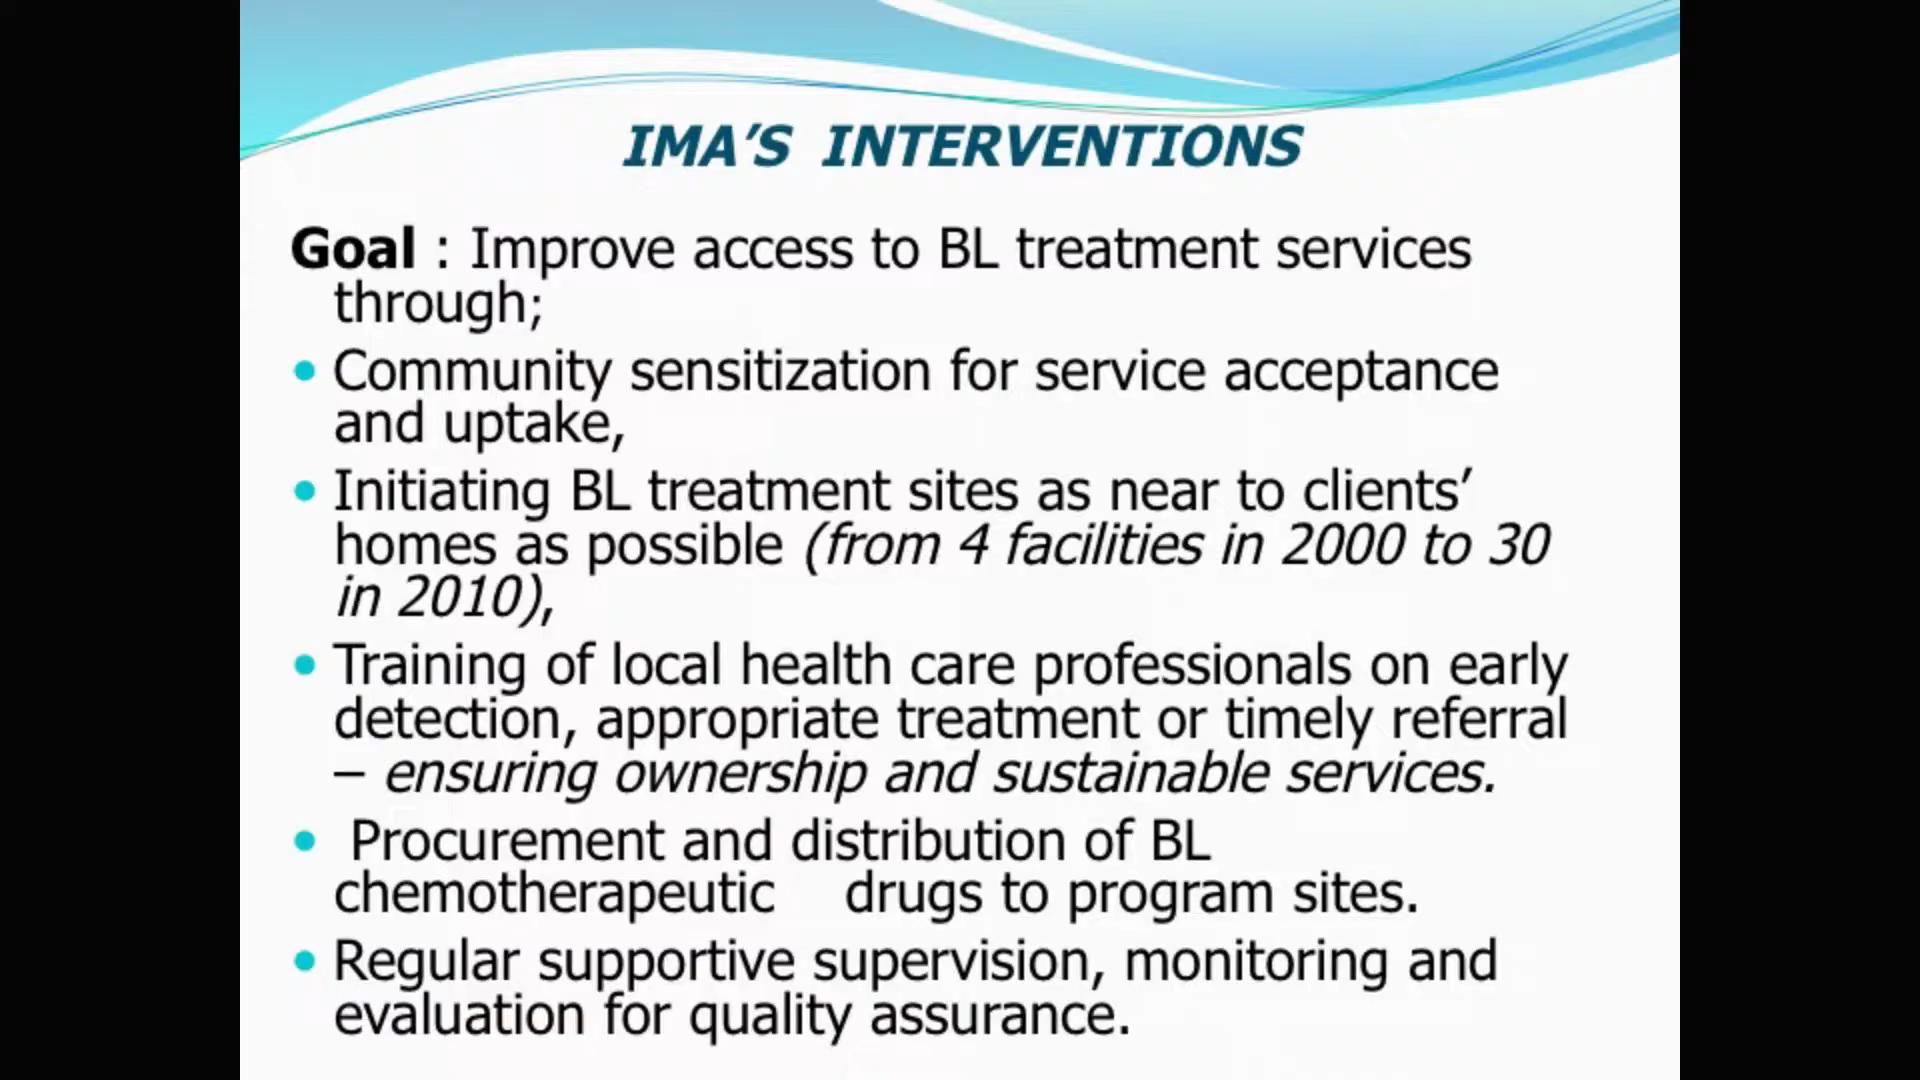 IMA’S INTERVENTIONS
Goal : Improve access to BL treatment services
through;
• Community sensitization for service acceptance
and uptake,
• Initiating BL treatment sites as near to clients’
homes as possible (from 4 facilities in 2000 to 30
in 2010),
• Training of local health care professionals on early
detection, appropriate treatment or timely referral
– ensuring ownership and sustainable services.
• Procurement and distribution of BL
chemotherapeutic drugs to program sites.
• Regular supportive supervision, monitoring and
evaluation for quality assurance.